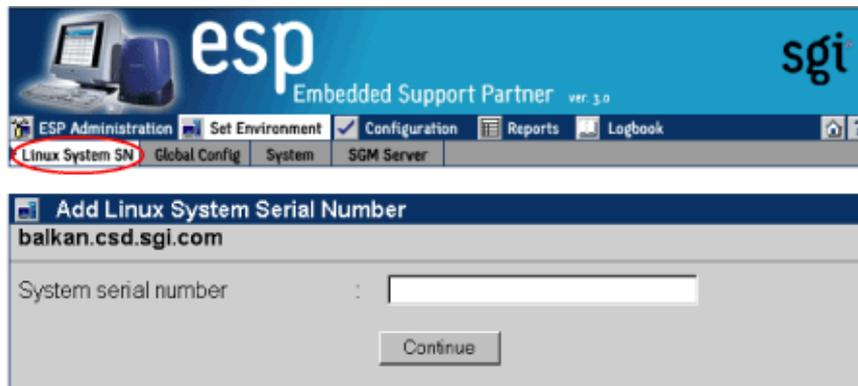 esp
sgi
Embedded Support Partner ver. 3.0
ESP Administration Set Environment Configuration Reports Logbook ?
Linux System SN Global Config System SGM Server
Add Linux System Serial Number
balkan.csd.sgi.com
System serial number :
Continue